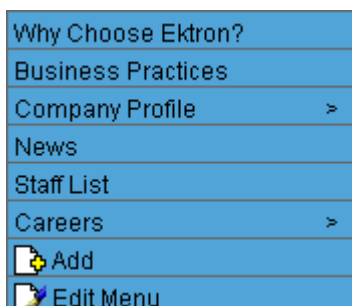 Why Choose Ektron?
Business Practices
Company Profile >
News
Staff List
Careers >
Add
Edit Menu